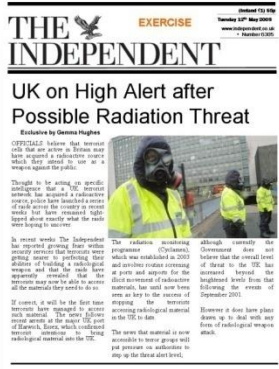 (Ireland €1) 55p
THE
EXERCISE
Tuesday 12th May 2009
www.independent.co.uk
• Number 6305
INDEPENDENT
UK on High Alert after
Possible Radiation Threat
Exclusive by Gemma Hughes
OFFICIALS believe that terrorist
cells that are active in Britain may
have acquired a radioactive source
which they intend to use as a
weapon against the public.
Thought to be acting on specific
intelligence that a UK terrorist
network has acquired a radioactive
source, police have launched a series
of raids across the country in recent
weeks but have remained tight-
lipped about exactly what the raids
were hoping to uncover.
In recent weeks The Independent
has reported growing fears within
security services that terrorists were
getting nearer to perfecting their
abilities of building a radiological
weapon and that the raids have
apparently revealed that the
terrorists may now be able to access
all the materials they need to do so.
If correct, it will be the first time
terrorists have managed to access
such material. The news follows
recent arrests at the major UK port
of Harwich, Essex, which confirmed
terrorist intentions to bring
radiological material into the UK.
The radiation monitoring
programme (Cyclamen),
which was established in 2003
and involves routine screening
at ports and airports for the
illicit movement of radioactive
materials, has until now been
seen as key to the success of
stopping the terrorists
accessing radiological material
in the UK to date.
The news that material is now
accessible to terror groups will
put pressure on authorities to
step up the threat alert level;
although currently the
Government does not
believe that the overall level
of threat to the UK has
increased beyond the
heightened levels from that
following the events of
September 2001.
However it does have plans
drawn up to deal with any
form of radiological weapon
attack.